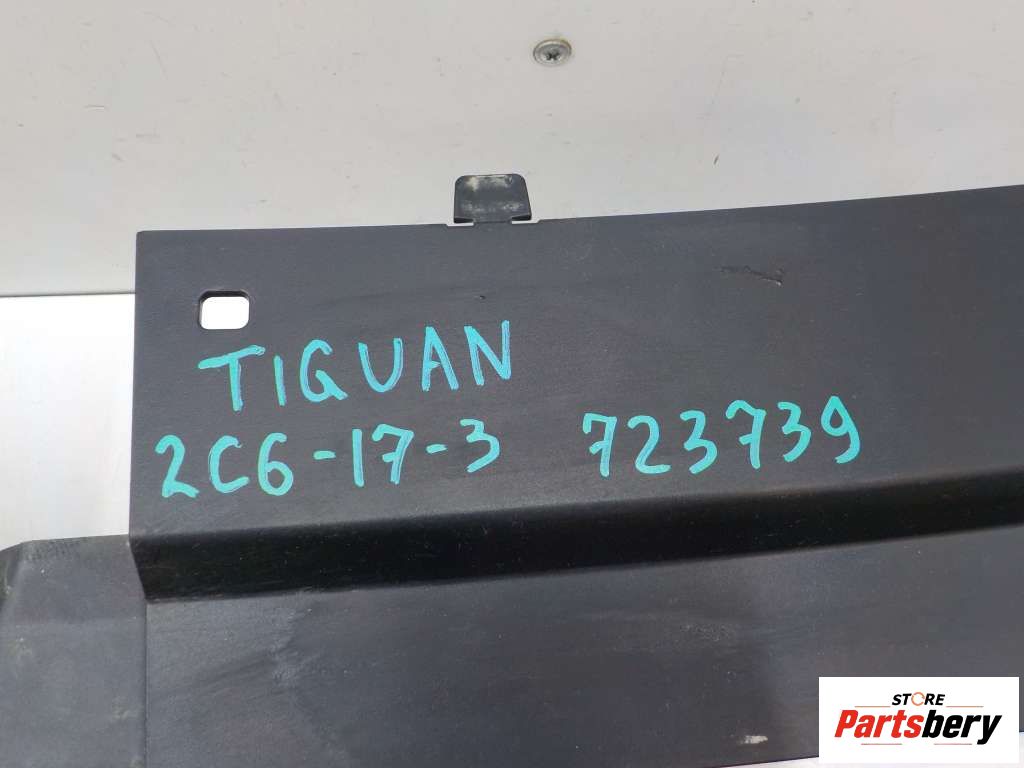 TIGUAN
2C6-17-3 723739
STORE
Partsbery